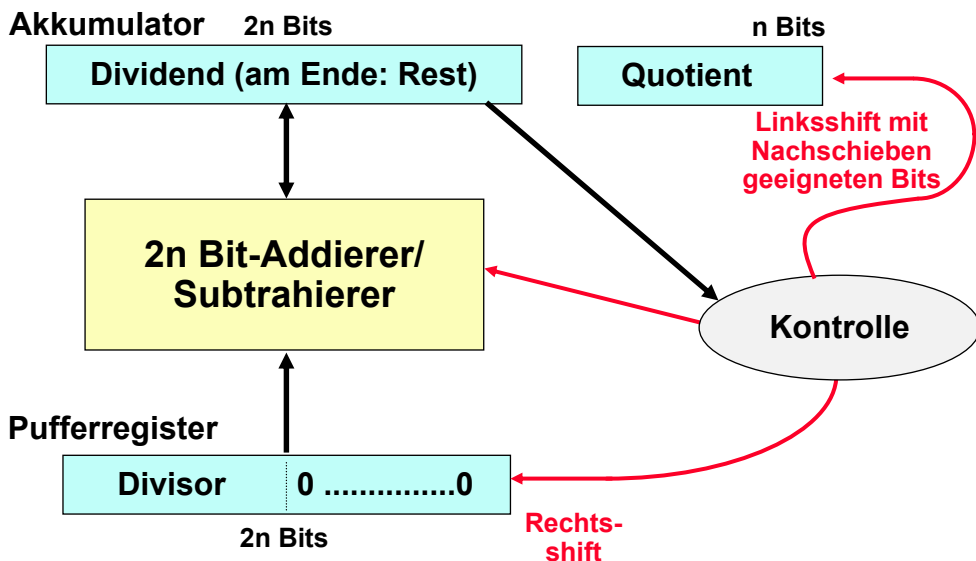 Akkumulator 2n Bits
n Bits
Dividend (am Ende: Rest)
Quotient
Linksshift mit
Nachschieben
geeigneten Bits
2n Bit-Addierer/
Subtrahierer
Kontrolle
Pufferregister
Divisor 0 ...............0
2n Bits
Rechts-
shift